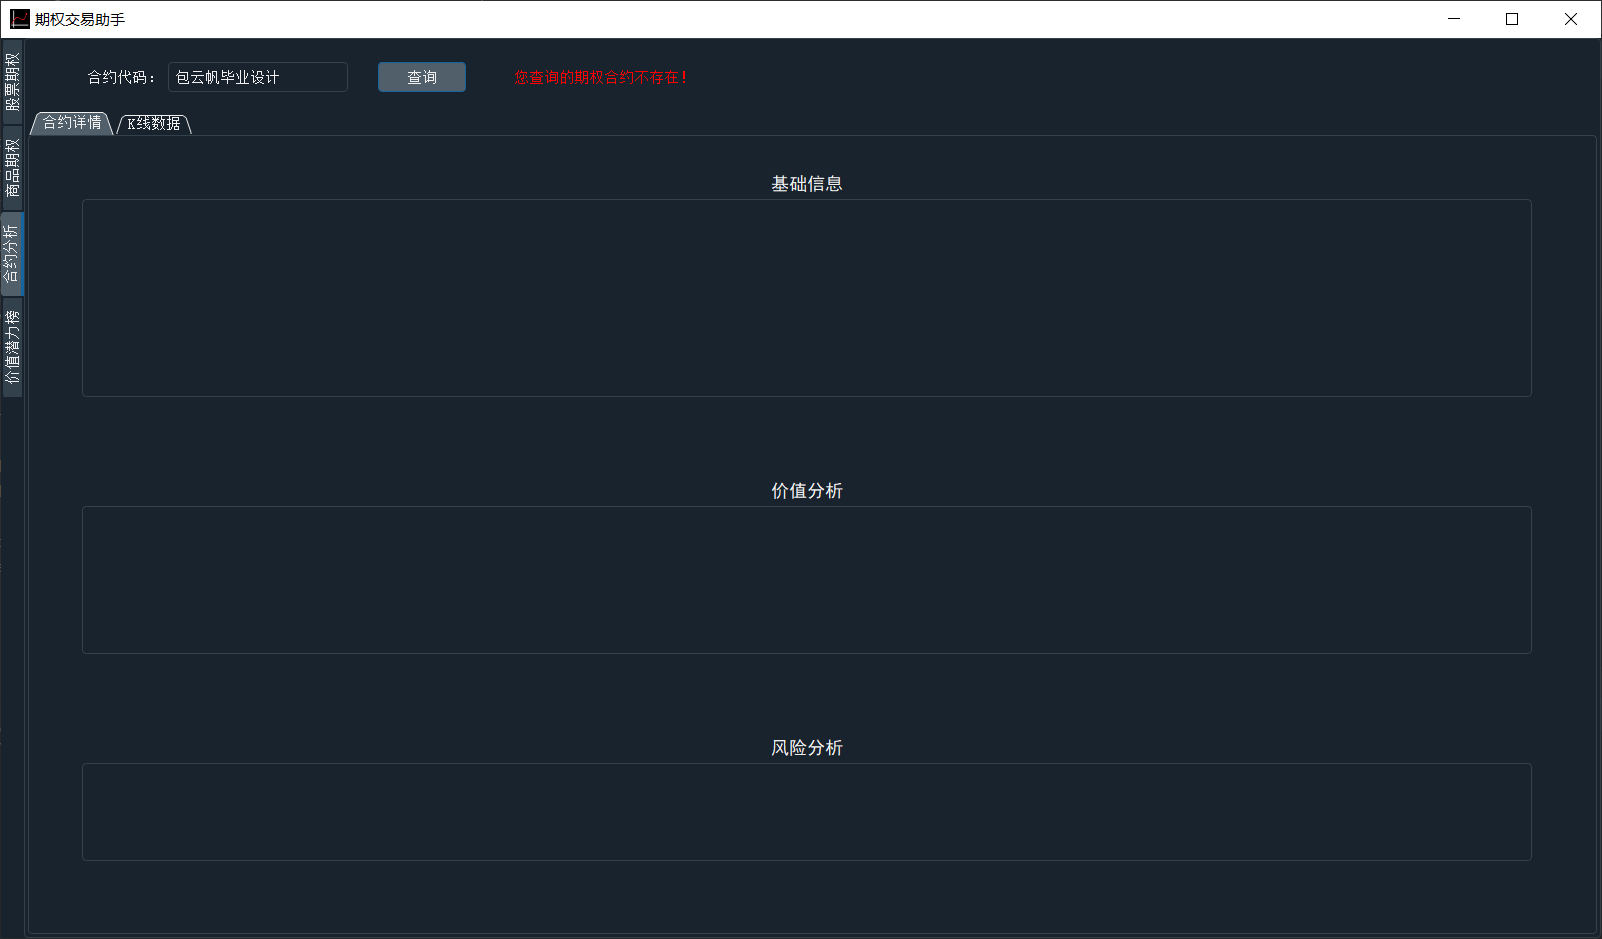 期权交易助手
股票期权
商品期权
合约分析
价值潜力榜
合约代码：
包云帆毕业设计
查询
您查询的期权合约不存在！
合约详情
K线数据
基础信息
价值分析
风险分析